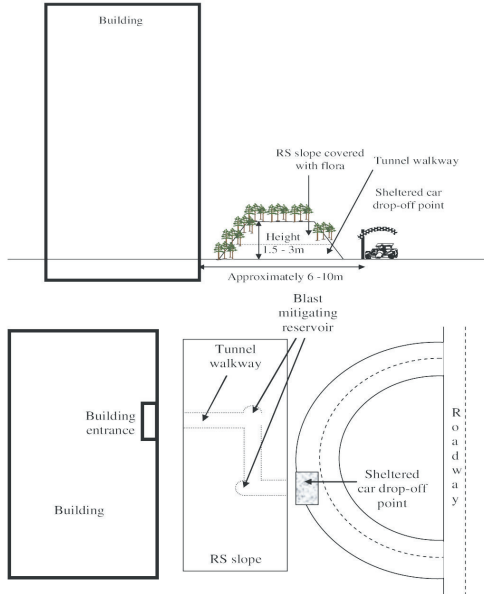 Building
RS slope covered
with flora
Tunnel walkway
Sheltered car
drop-off point
Height
1.5 - 3m
Approximately 6 -10m
Blast
mitigating
reservoir
Tunnel
walkway
Building
entrance
Roadway
Sheltered
car drop-off
point
Building
RS slope